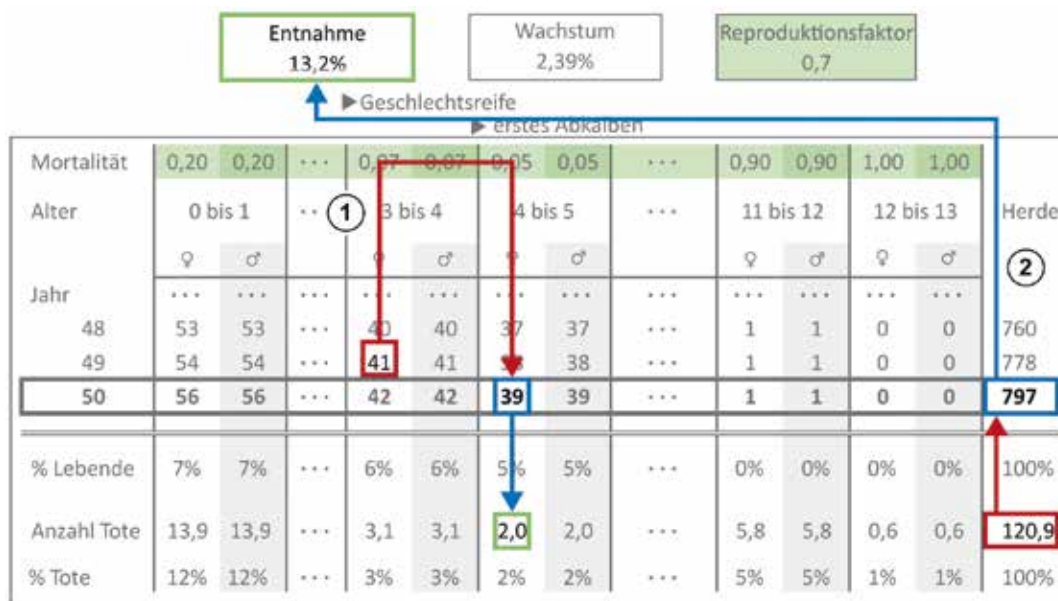 Entnahme
13,2%
Wachstum
2,39%
Reproduktionsfaktor
0,7
▶ Geschlechtsreife
▶ erstes Abkalben
Mortalität 0,20 0,20 ... 0,07 0,07 0,05 0,05 ... 0,90 0,90 1,00 1,00
Alter 0 bis 1 ... 1 3 bis 4 4 bis 5 ... 11 bis 12 12 bis 13 Herde
♀ ♂ ♀ ♂ ♀ ♂ ♀ ♂ ♀ ♂ 2
Jahr ... ... ... ... ... ... ... ... ... ... ... ...
48 53 53 ... 40 40 37 37 ... 1 1 0 0 760
49 54 54 ... 41 41 38 ... 1 1 0 0 778
50 56 56 ... 42 42 39 39 ... 1 1 0 0 797
% Lebende 7% 7% ... 6% 6% 5% 5% ... 0% 0% 0% 0% 100%
Anzahl Tote 13,9 13,9 ... 3,1 3,1 2,0 2,0 ... 5,8 5,8 0,6 0,6 120,9
% Tote 12% 12% ... 3% 3% 2% 2% ... 5% 5% 1% 1% 100%